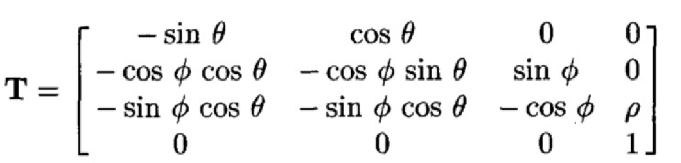 − sin θ cos θ 0 0
− cos ϕ cos θ − cos ϕ sin θ sin ϕ 0
T =
− sin ϕ cos θ − sin ϕ cos θ − cos ϕ ρ
0 0 0 1